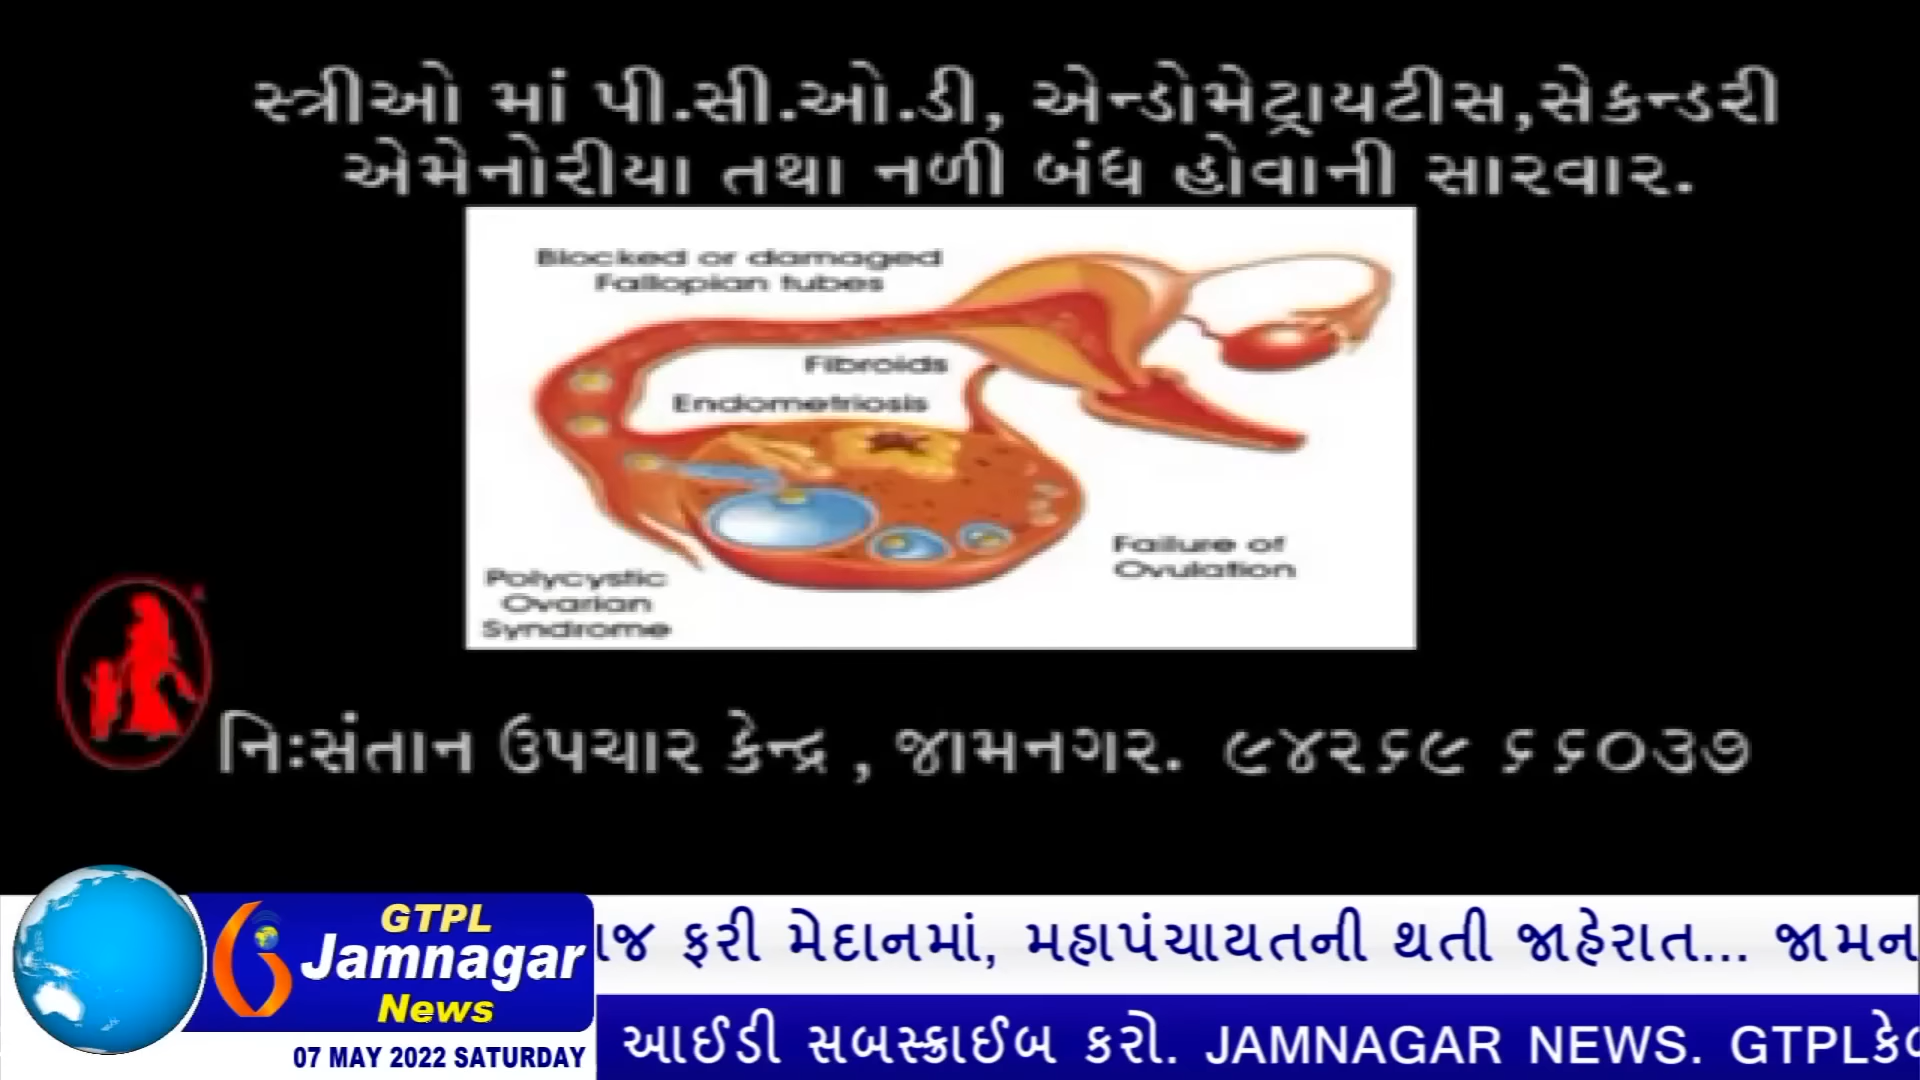 સ્ત્રીઓ માં પી.સી.ઓ.ડી, એન્ડોમેટ્રાયટીસ,સેકન્ડરી
એમેનોરીયા તથા નળી બંધ હોવાની સારવાર.
Blocked or damaged
Fallopian tubes
Fibroids
Endometriosis
Failure of
Ovulation
Polycystic
Ovarian
Syndrome
નિઃસંતાન ઉપચાર કેન્દ્ર , જામનગર. ૯૪૨૬૯ ૬૬૦૩૭
GTPL
Jamnagar
News
07 MAY 2022 SATURDAY
ફરી મેદાનમાં, મહાપંચાયતની થતી જાહેરાત...
આઈડી સબસ્ક્રાઈબ કરો. JAMNAGAR NEWS. GTPL